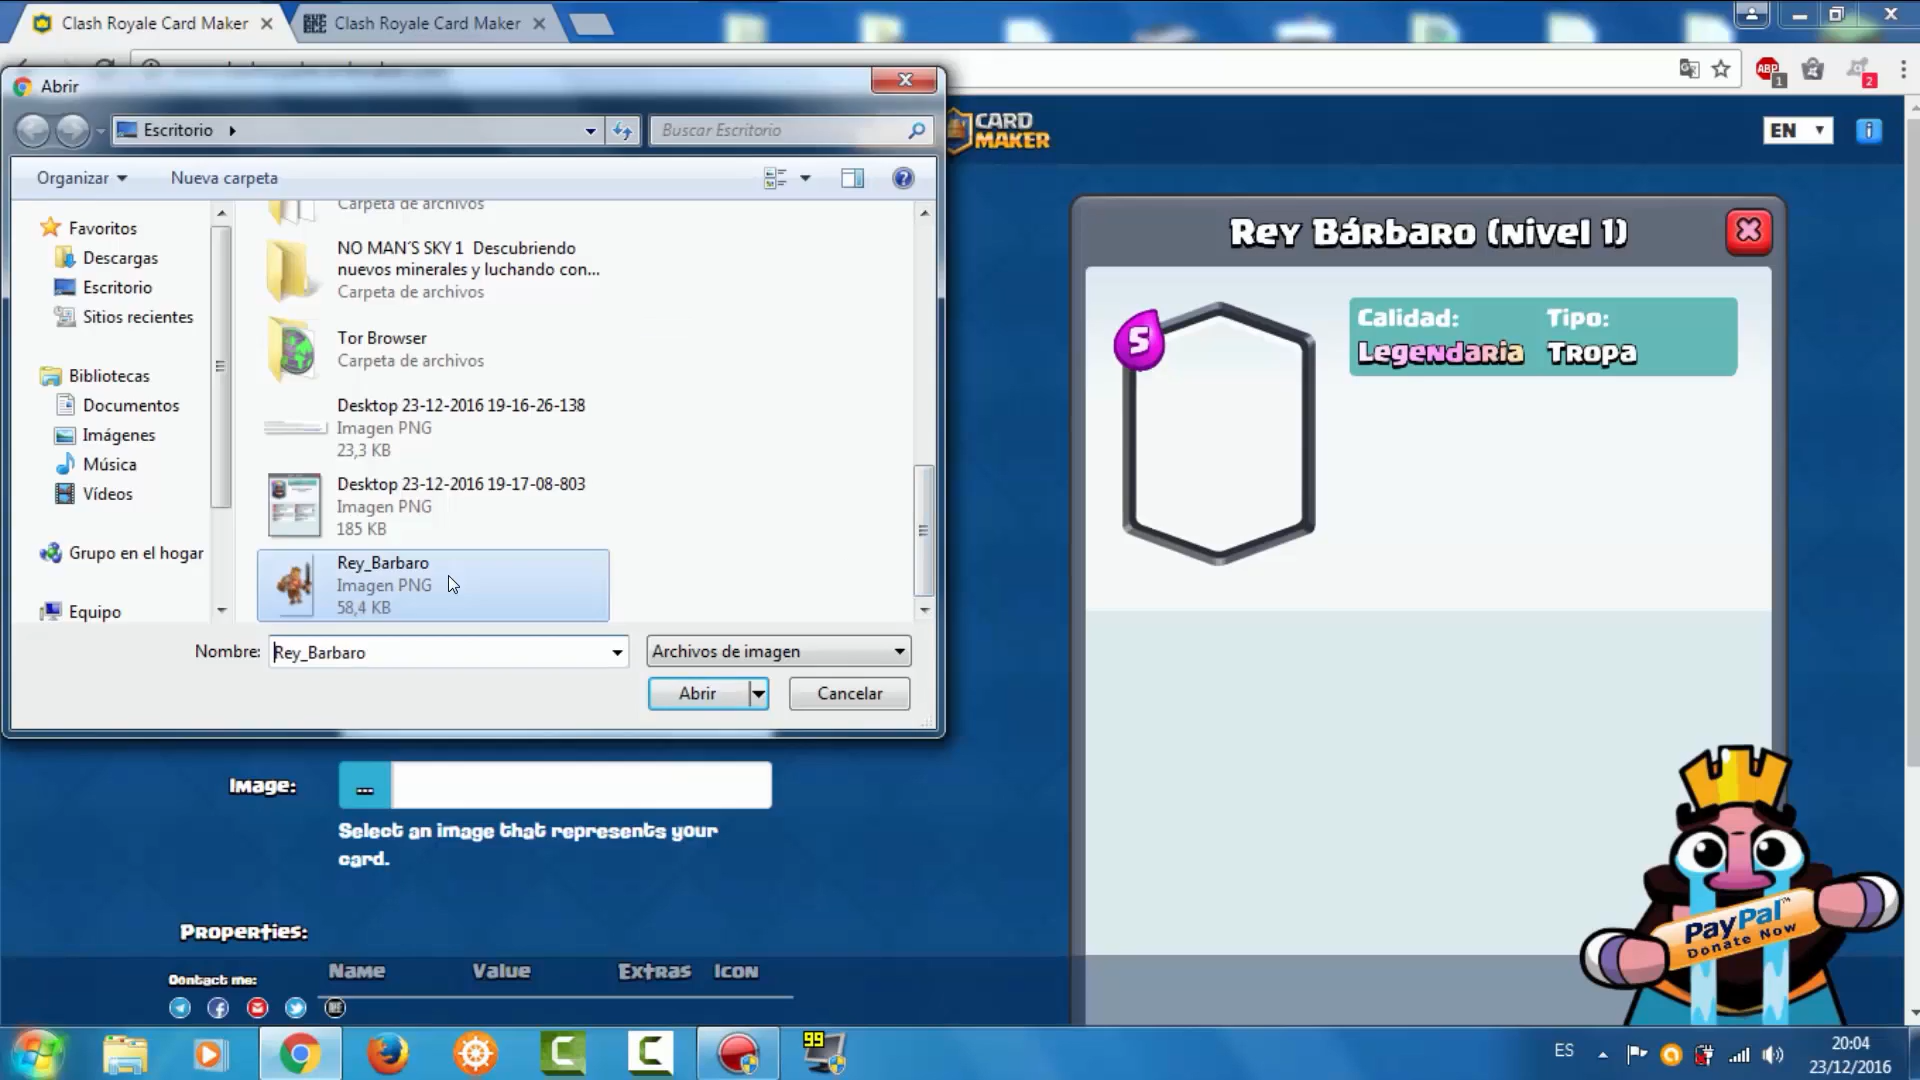 Clash Royale Card Maker
Clash Royale Card Maker
ABP
1
2
Abrir
Escritorio
Buscar Escritorio
CARD
MAKER
EN
Organizar
Nueva carpeta
Favoritos
Descargas
Escritorio
Sitios recientes
Bibliotecas
Documentos
Imágenes
Música
Vídeos
Grupo en el hogar
Equipo
Carpeta de archivos
NO MAN´S SKY 1 Descubriendo
nuevos minerales y luchando con...
Carpeta de archivos
Tor Browser
Carpeta de archivos
Desktop 23-12-2016 19-16-26-138
Imagen PNG
23,3 KB
Desktop 23-12-2016 19-17-08-803
Imagen PNG
185 KB
Rey_Barbaro
Imagen PNG
58,4 KB
Nombre:
Rey_Barbaro
Archivos de imagen
Abrir
Cancelar
Rey Bárbaro (Nivel 1)
5
Calidad:
Tipo:
Legendaria
Tropa
Image:
...
Select an image that represents your
card.
Properties:
Name
Value
Extras
Icon
Contact me:
PayPal™
Donate Now
99
ES
20:04
23/12/2016